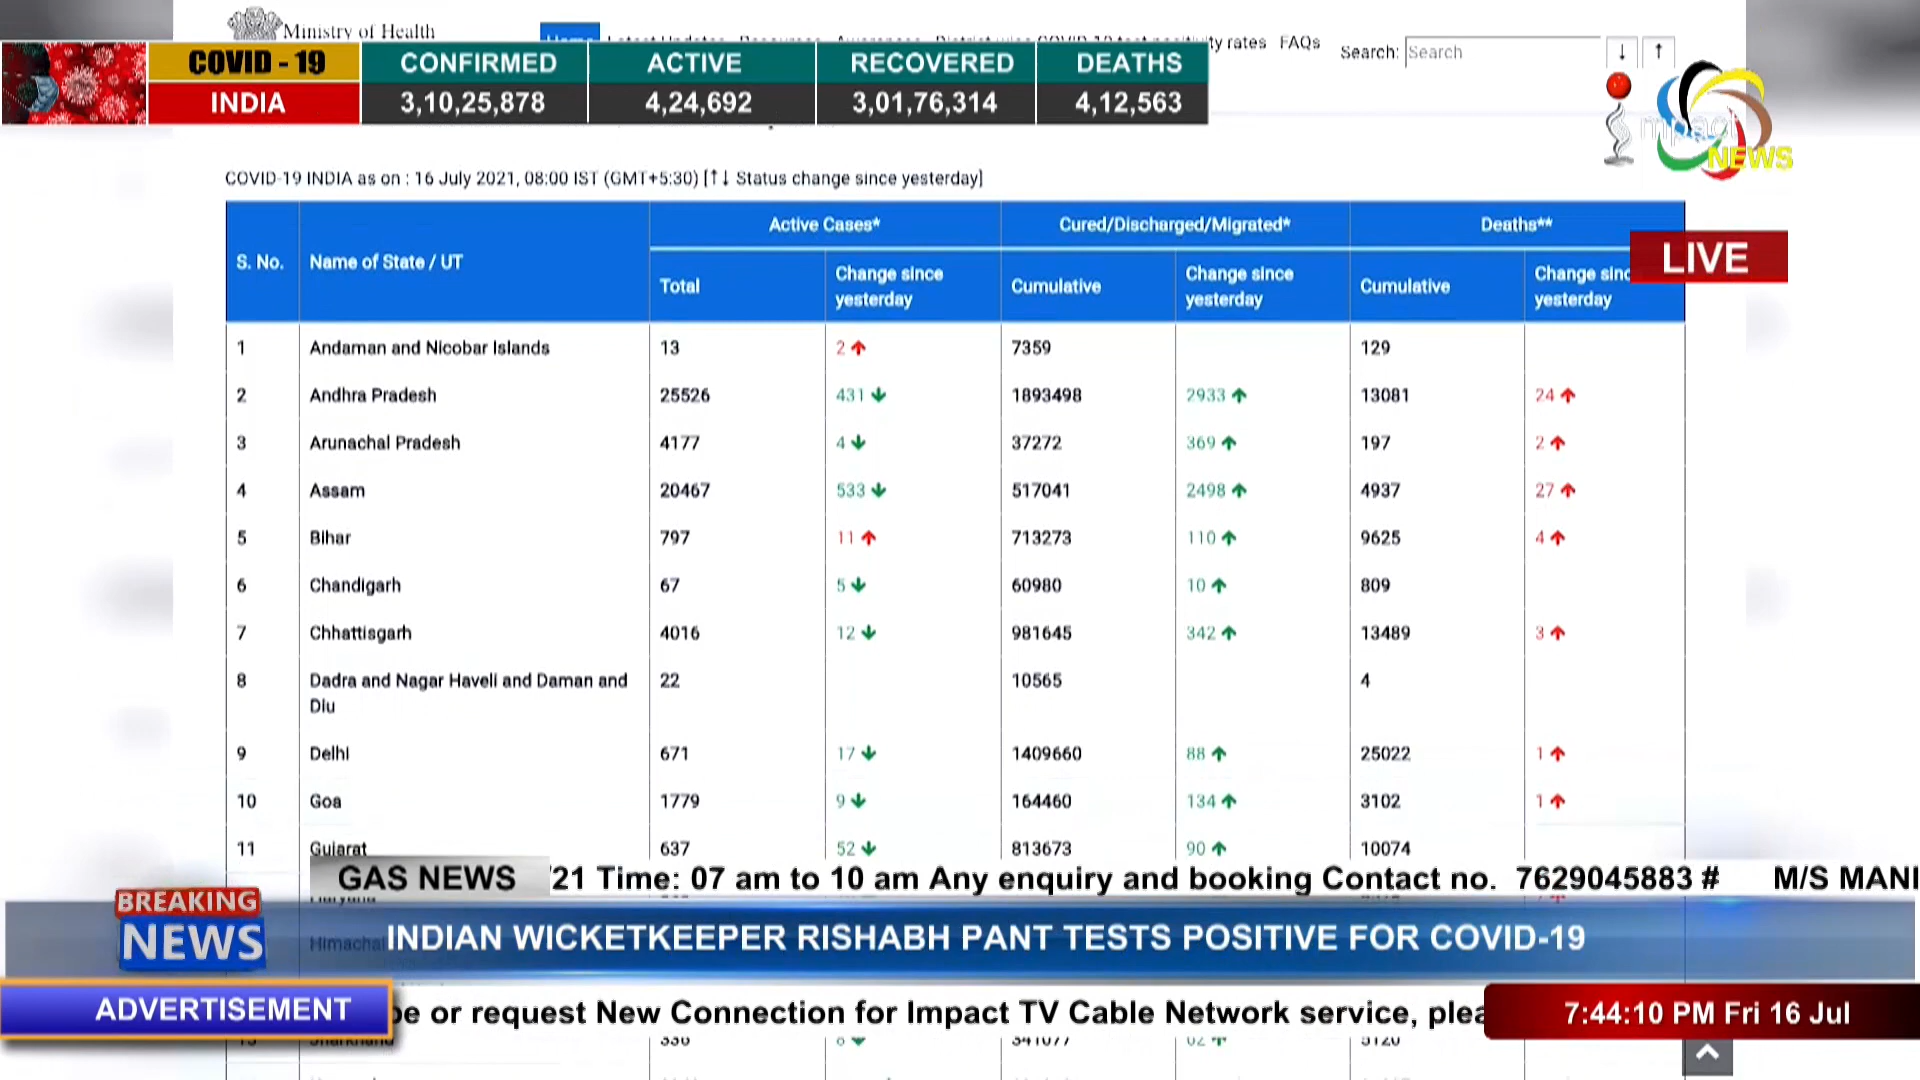 Ministry of Health
ty rates FAQs
Search: Search ↓ ↑
COVID - 19
INDIA
CONFIRMED ACTIVE RECOVERED DEATHS
3,10,25,878 4,24,692 3,01,76,314 4,12,563
NEWS
COVID-19 INDIA as on : 16 July 2021, 08:00 IST (GMT+5:30) [↑↓ Status change since yesterday]
LIVE
S. No. Name of State / UT Active Cases* Cured/Discharged/Migrated* Deaths**
Total Change since yesterday Cumulative Change since yesterday Cumulative Change sinc yesterday
1 Andaman and Nicobar Islands 13 2↑ 7359 129
2 Andhra Pradesh 25526 431↓ 1893498 2933↑ 13081 24↑
3 Arunachal Pradesh 4177 4↓ 37272 369↑ 197 2↑
4 Assam 20467 533↓ 517041 2498↑ 4937 27↑
5 Bihar 797 11↑ 713273 110↑ 9625 4↑
6 Chandigarh 67 5↓ 60980 10↑ 809
7 Chhattisgarh 4016 12↓ 981645 342↑ 13489 3↑
8 Dadra and Nagar Haveli and Daman and 22 10565 4
Diu
9 Delhi 671 17↓ 1409660 88↑ 25022 1↑
10 Goa 1779 9↓ 164460 134↑ 3102 1↑
11 Gujarat 637 52↓ 813673 90↑ 10074
GAS NEWS '21 Time: 07 am to 10 am Any enquiry and booking Contact no. 7629045883 # M/S MANI
BREAKING
NEWS
Himacha
INDIAN WICKETKEEPER RISHABH PANT TESTS POSITIVE FOR COVID-19
ADVERTISEMENT
be or request New Connection for Impact TV Cable Network service, plea
7:44:10 PM Fri 16 Jul